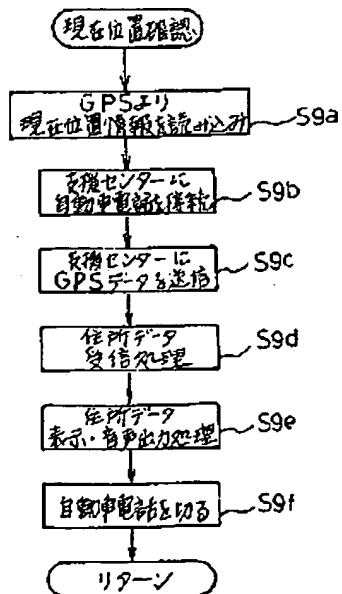 現在位置確認
GPSより
現在位置情報を読み込み
S9a
支援センターに
自動車電話を接続
S9b
支援センターに
GPSデータを送信
S9c
住所データ
受信処理
S9d
住所データ
表示・音声出力処理
S9e
自動車電話を切る
S9f
リターン